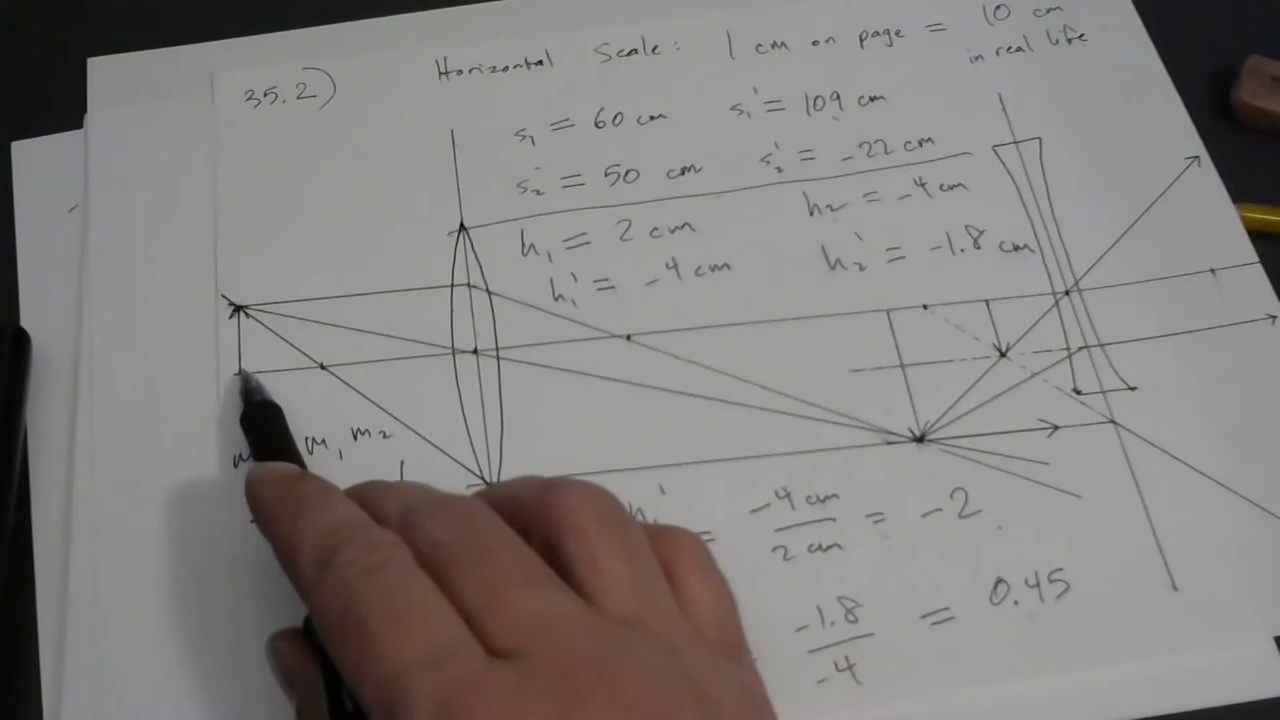 35.2) Horizontal Scale: 1 cm on page = 10 cm
in real life
s₁ = 60 cm s₁' = 109 cm
s₂ = 50 cm s₂' = -22 cm
h₁ = 2 cm h₂ = -4 cm
h₁' = -4 cm h₂' = -1.8 cm
m₁ m₂
h₁' = -4 cm / 2 cm = -2
-1.8 / -4 = 0.45